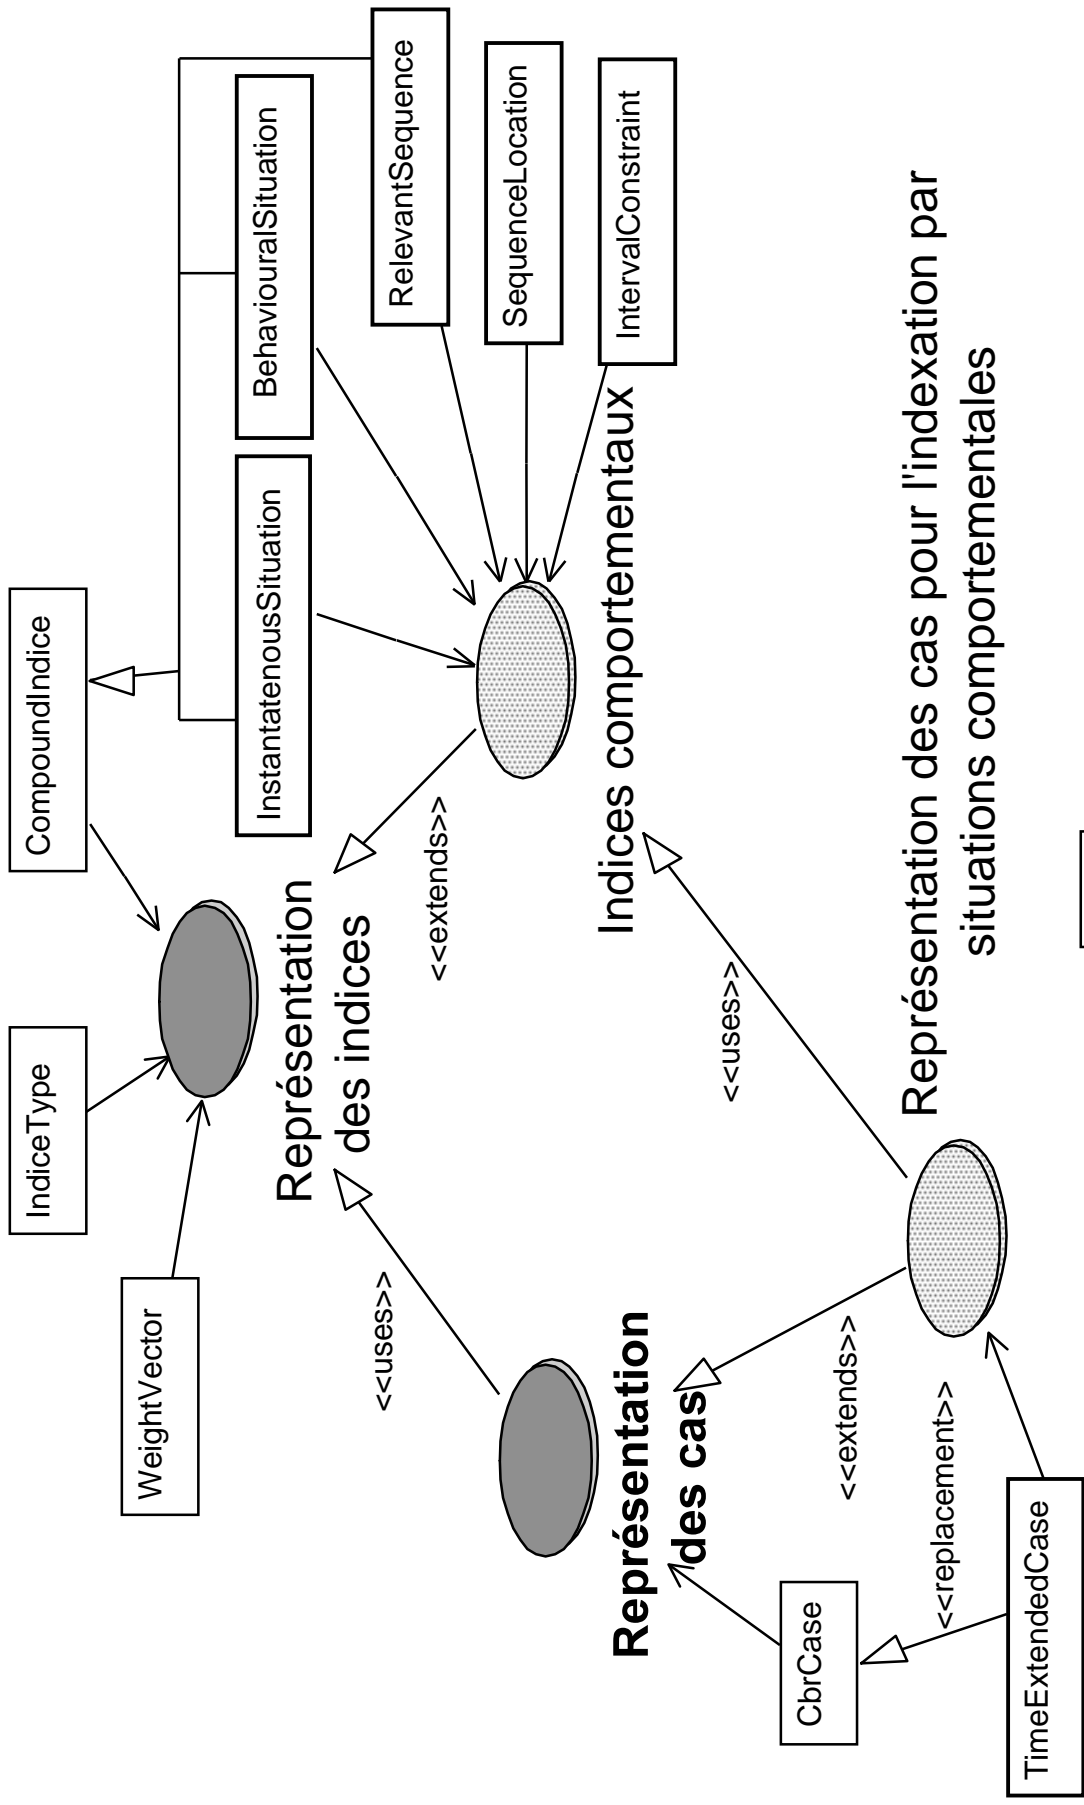 IndiceType
CompoundIndice
WeightVector
InstantatenousSituation
BehaviouralSituation
Représentation
des indices
RelevantSequence
<<uses>>
<<extends>>
SequenceLocation
IntervalConstraint
Représentation
des cas
Indices comportementaux
<<uses>>
CbrCase
<<extends>>
<<replacement>>
Représentation des cas pour l'indexation par
situations comportementales
TimeExtendedCase